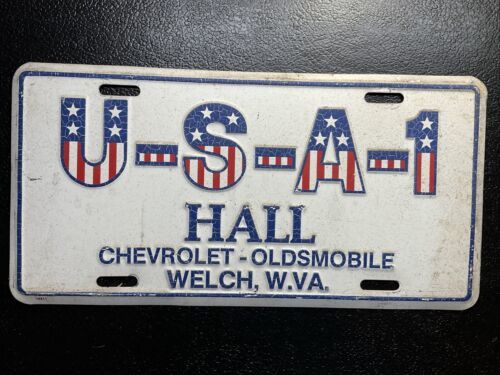 U-S-A-1
HALL
CHEVROLET - OLDSMOBILE
WELCH, W.VA.